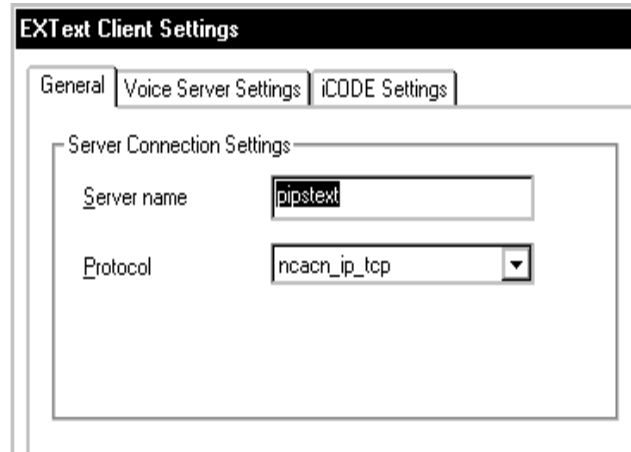 EXText Client Settings
General Voice Server Settings iCODE Settings
Server Connection Settings
Server name pipstext
Protocol ncacn_ip_tcp